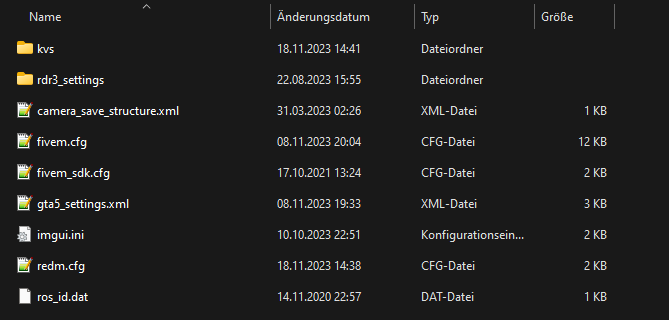 Name Änderungsdatum Typ Größe
kvs 18.11.2023 14:41 Dateiordner
rdr3_settings 22.08.2023 15:55 Dateiordner
camera_save_structure.xml 31.03.2023 02:26 XML-Datei 1 KB
fivem.cfg 08.11.2023 20:04 CFG-Datei 12 KB
fivem_sdk.cfg 17.10.2021 13:24 CFG-Datei 2 KB
gta5_settings.xml 08.11.2023 19:33 XML-Datei 3 KB
imgui.ini 10.10.2023 22:51 Konfigurationsein... 2 KB
redm.cfg 18.11.2023 14:38 CFG-Datei 2 KB
ros_id.dat 14.11.2020 22:57 DAT-Datei 1 KB